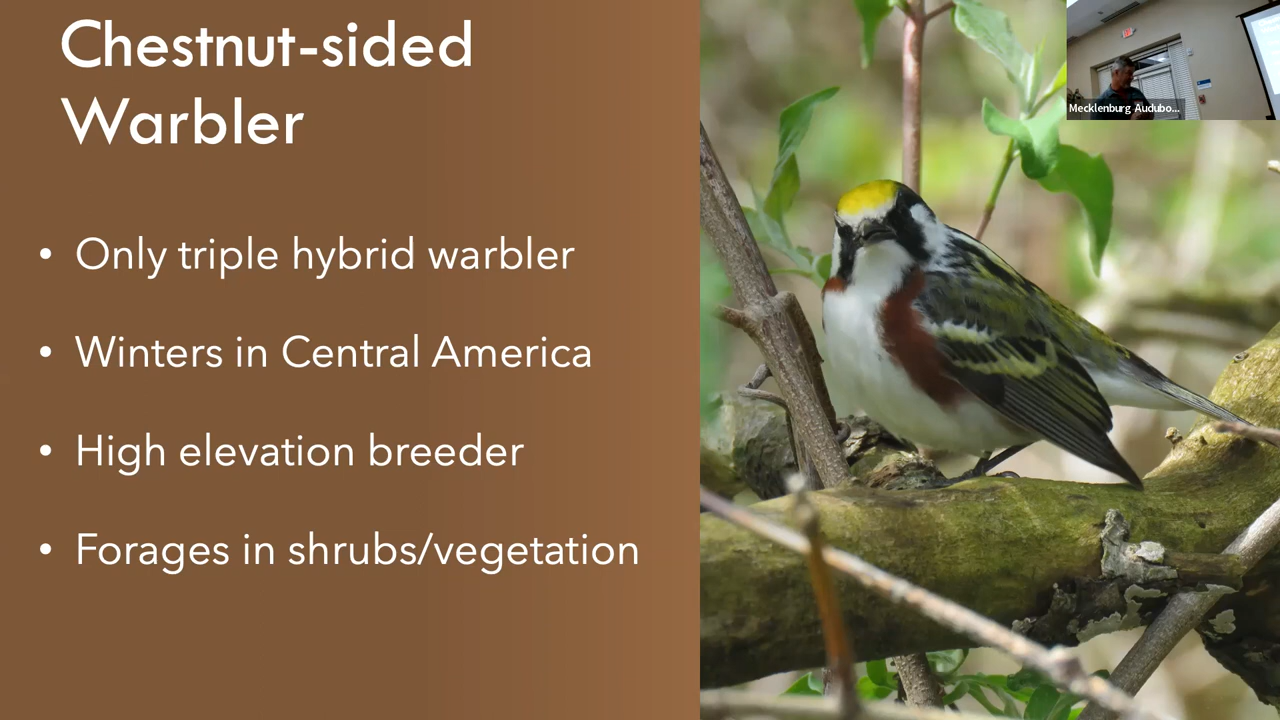 Chestnut-sided
Warbler
• Only triple hybrid warbler
• Winters in Central America
• High elevation breeder
• Forages in shrubs/vegetation
Mecklenburg Audubo...